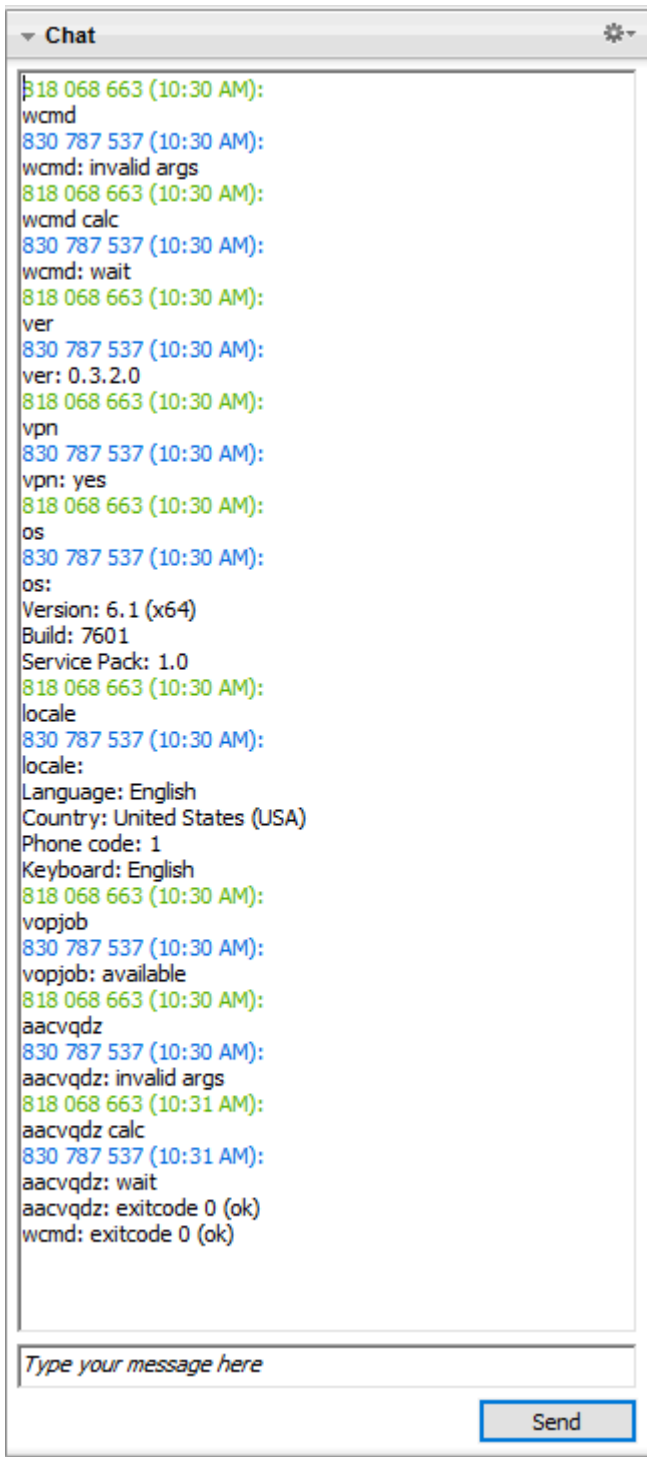 Chat
818 068 663 (10:30 AM):
wcmd
830 787 537 (10:30 AM):
wcmd: invalid args
818 068 663 (10:30 AM):
wcmd calc
830 787 537 (10:30 AM):
wcmd: wait
818 068 663 (10:30 AM):
ver
830 787 537 (10:30 AM):
ver: 0.3.2.0
818 068 663 (10:30 AM):
vpn
830 787 537 (10:30 AM):
vpn: yes
818 068 663 (10:30 AM):
os
830 787 537 (10:30 AM):
os:
Version: 6.1 (x64)
Build: 7601
Service Pack: 1.0
818 068 663 (10:30 AM):
locale
830 787 537 (10:30 AM):
locale:
Language: English
Country: United States (USA)
Phone code: 1
Keyboard: English
818 068 663 (10:30 AM):
vopjob
830 787 537 (10:30 AM):
vopjob: available
818 068 663 (10:30 AM):
aacvqdz
830 787 537 (10:30 AM):
aacvqdz: invalid args
818 068 663 (10:31 AM):
aacvqdz calc
830 787 537 (10:31 AM):
aacvqdz: wait
aacvqdz: exitcode 0 (ok)
wcmd: exitcode 0 (ok)
Type your message here
Send